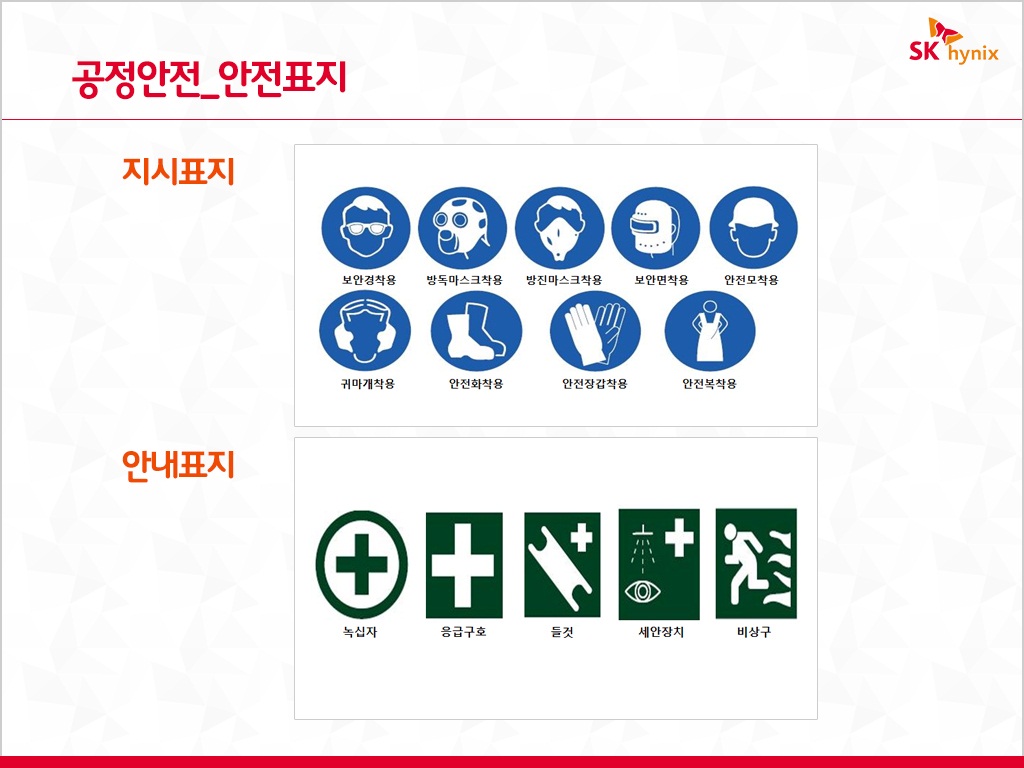 공정안전_안전표지
SK hynix
지시표지
보안경착용 방독마스크착용 방진마스크착용 보안면착용 안전모착용
귀마개착용 안전화착용 안전장갑착용 안전복착용
안내표지
녹십자 응급구호 들것 세안장치 비상구